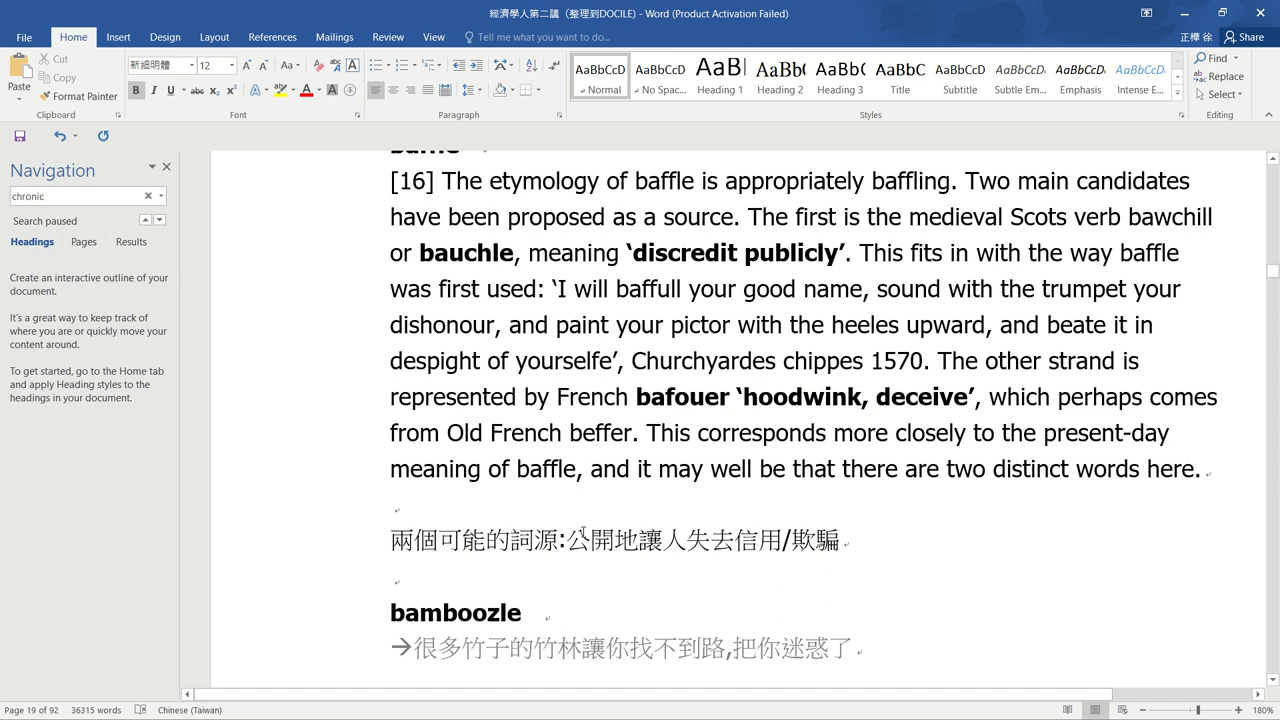 經濟學人第二講（整理到DOCILE) - Word (Product Activation Failed)
File Home Insert Design Layout References Mailings Review View Tell me what you want to do... 正樺 徐 Share
Paste Cut Copy Format Painter Clipboard
新細明體 12 Font
Paragraph
AaBbCcD Normal AaBbCcD No Spac... AaBl Heading 1 AaBb( Heading 2 AaBbC Heading 3 AaBbC Title AaBbCcD Subtitle AaBbCcD Subtle Em... AaBbCcD Emphasis AaBbCcD Intense E... Styles
Find Replace Select Editing
Navigation
chronic
Search paused
Headings Pages Results
Create an interactive outline of your
document.
It's a great way to keep track of
where you are or quickly move your
content around.
To get started, go to the Home tab
and apply Heading styles to the
headings in your document.
baffle
[16] The etymology of baffle is appropriately baffling. Two main candidates
have been proposed as a source. The first is the medieval Scots verb bawchill
or bauchle, meaning ‘discredit publicly’. This fits in with the way baffle
was first used: ‘I will baffull your good name, sound with the trumpet your
dishonour, and paint your pictor with the heeles upward, and beate it in
despight of yourselfe’, Churchyardes chippes 1570. The other strand is
represented by French bafouer ‘hoodwink, deceive’, which perhaps comes
from Old French beffer. This corresponds more closely to the present-day
meaning of baffle, and it may well be that there are two distinct words here.
兩個可能的詞源:公開地讓人失去信用/欺騙
bamboozle
→很多竹子的竹林讓你找不到路,把你迷惑了
Page 19 of 92 36315 words Chinese (Taiwan) 180%